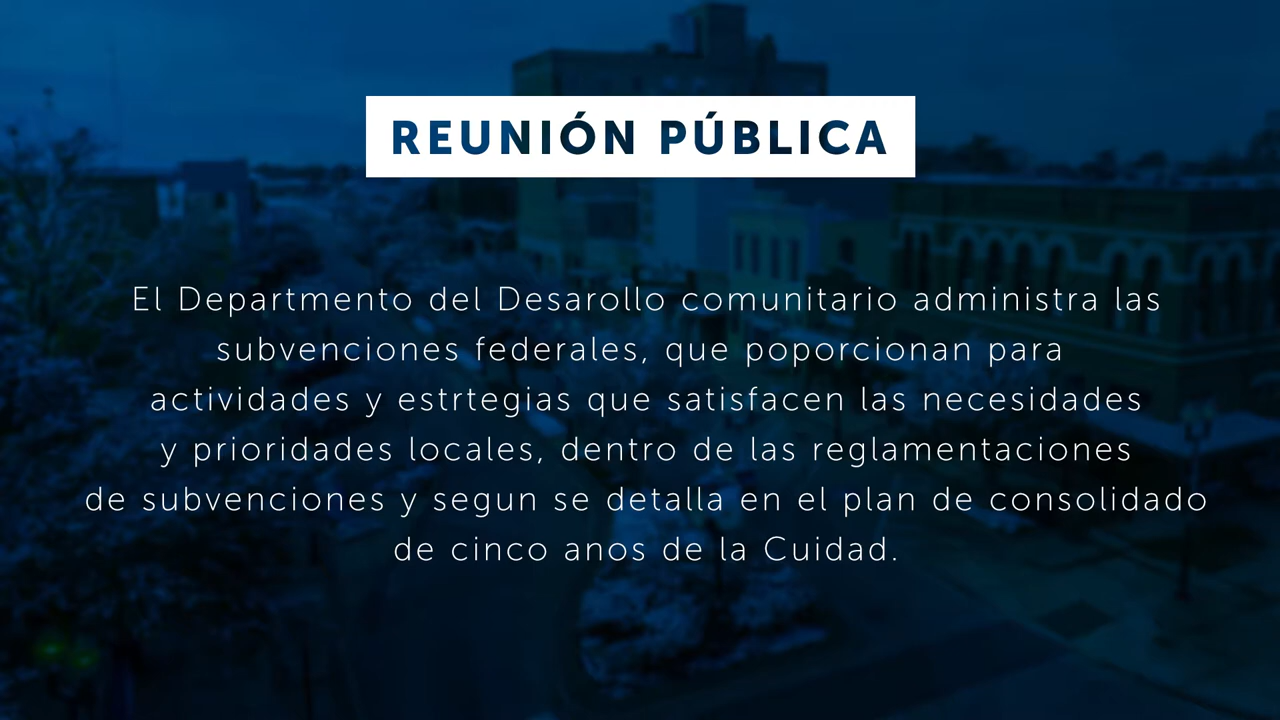 REUNIÓN PÚBLICA
El Departmento del Desarollo comunitario administra las
subvenciones federales, que poporcionan para
actividades y estrtegias que satisfacen las necesidades
y prioridades locales, dentro de las reglamentaciones
de subvenciones y segun se detalla en el plan de consolidado
de cinco anos de la Cuidad.